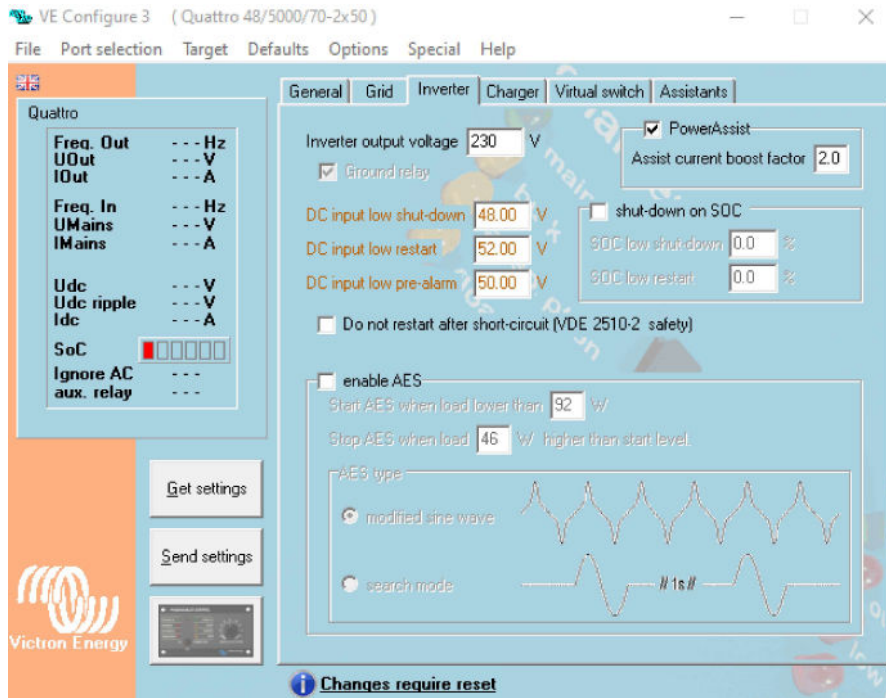 VE Configure 3 ( Quattro 48/5000/70-2x50 )
File Port selection Target Defaults Options Special Help
General Grid Inverter Charger Virtual switch Assistants
Quattro
Freq. Out ---Hz
UOut ---V
IOut ---A
Freq. In ---Hz
UMains ---V
IMains ---A
Udc ---V
Udc ripple ---V
Idc ---A
SoC
Ignore AC ---
aux. relay ---
Get settings
Send settings
Victron Energy
Inverter output voltage 230 V
Ground relay
PowerAssist
Assist current boost factor 2.0
DC input low shut-down 48.00 V
DC input low restart 52.00 V
DC input low pre-alarm 50.00 V
shut-down on SOC
SOC low shut-down 0.0 %
SOC low restart 0.0 %
Do not restart after short-circuit (VDE 2510-2 safety)
enable AES
Start AES when load lower than 92 W
Stop AES when load 46 W higher than start level.
AES type
modified sine wave
search mode
// 1s //
Changes require reset